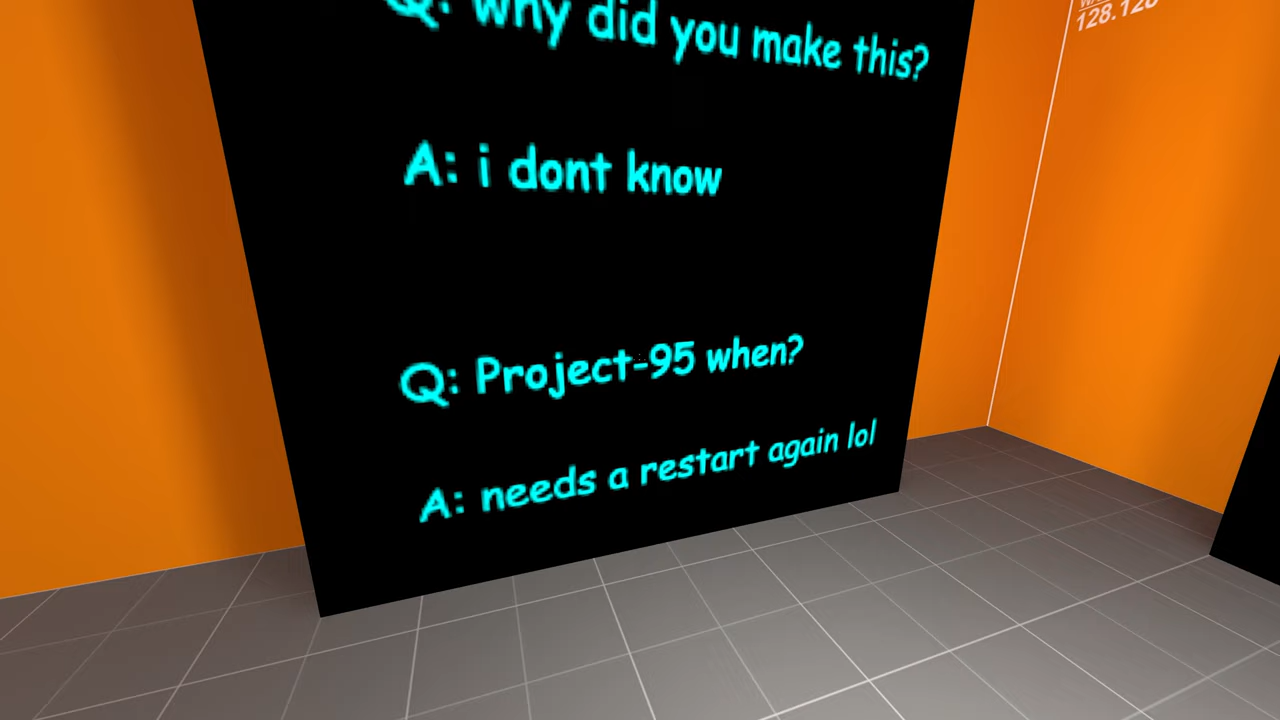 Q: why did you make this?
A: i dont know
Q: Project-95 when?
A: needs a restart again lol
128.128